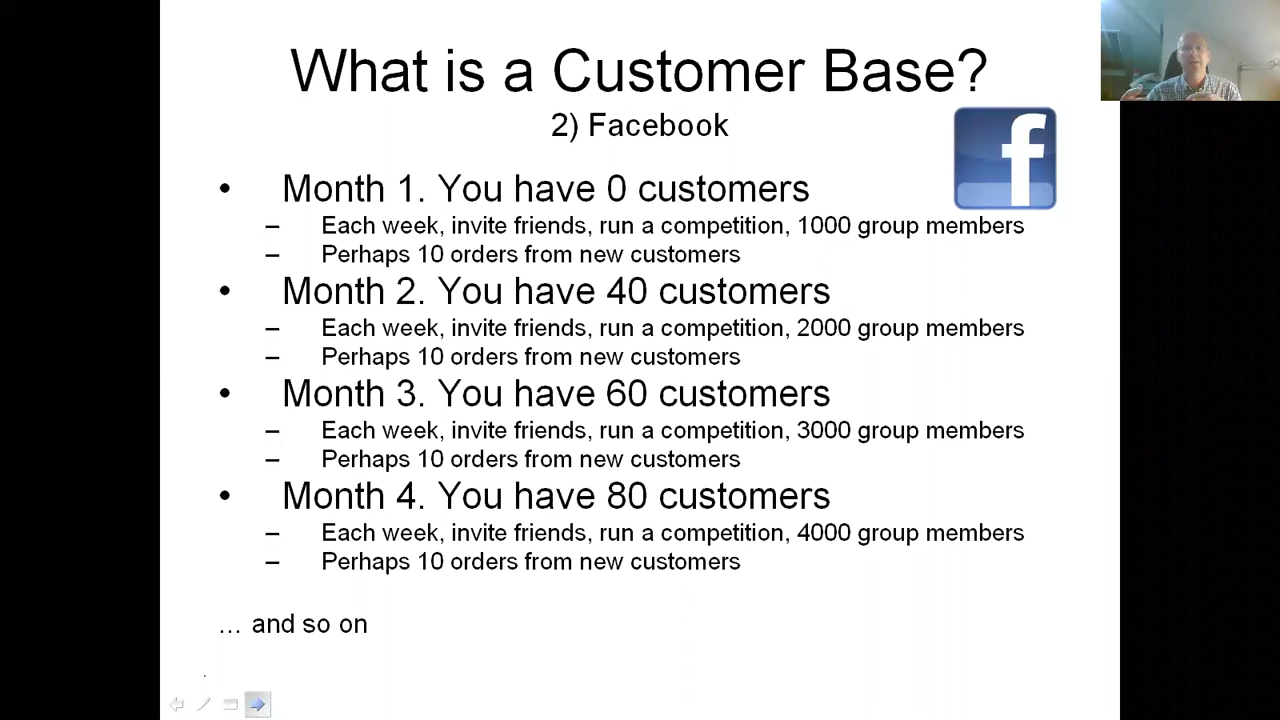 What is a Customer Base?
2) Facebook
f
• Month 1. You have 0 customers
– Each week, invite friends, run a competition, 1000 group members
– Perhaps 10 orders from new customers
• Month 2. You have 40 customers
– Each week, invite friends, run a competition, 2000 group members
– Perhaps 10 orders from new customers
• Month 3. You have 60 customers
– Each week, invite friends, run a competition, 3000 group members
– Perhaps 10 orders from new customers
• Month 4. You have 80 customers
– Each week, invite friends, run a competition, 4000 group members
– Perhaps 10 orders from new customers
... and so on